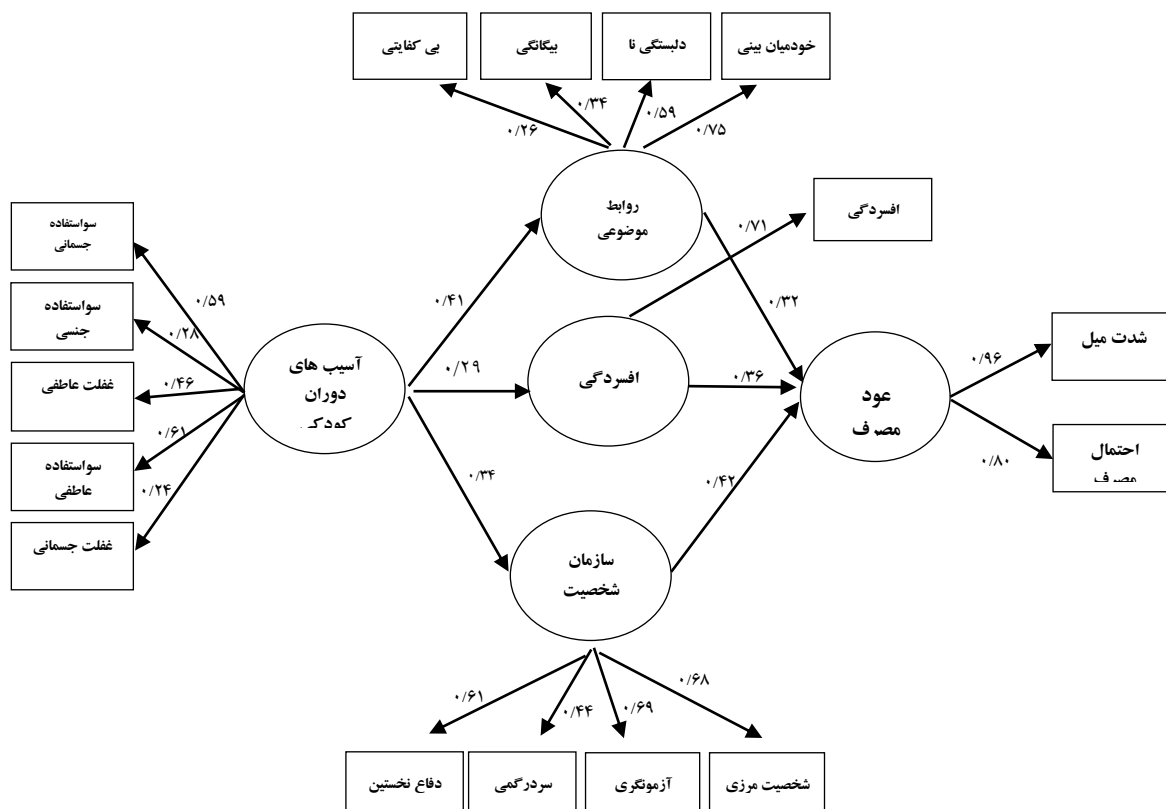 بی کفایتی
بیگانگی
دلبستگی نا
خودمیان بینی
۰/۲۶
۰/۳۴
۰/۵۹
۰/۷۵
روابط
موضوعی
افسردگی
۰/۷۱
سواستفاده
جسمانی
۰/۵۹
سواستفاده
جنسی
۰/۲۸
غفلت عاطفی
۰/۴۶
سواستفاده
عاطفی
۰/۶۱
غفلت جسمانی
۰/۲۴
آسیب های
دوران
کودکی
۰/۴۱
۰/۲۹
۰/۳۴
افسردگی
۰/۳۲
۰/۳۶
۰/۴۲
عود
مصرف
۰/۹۶
شدت میل
۰/۸۰
احتمال
مصرف
سازمان
شخصیت
۰/۶۱
۰/۴۴
۰/۶۹
۰/۶۸
دفاع نخستین
سردرگمی
آزمونگری
شخصیت مرزی